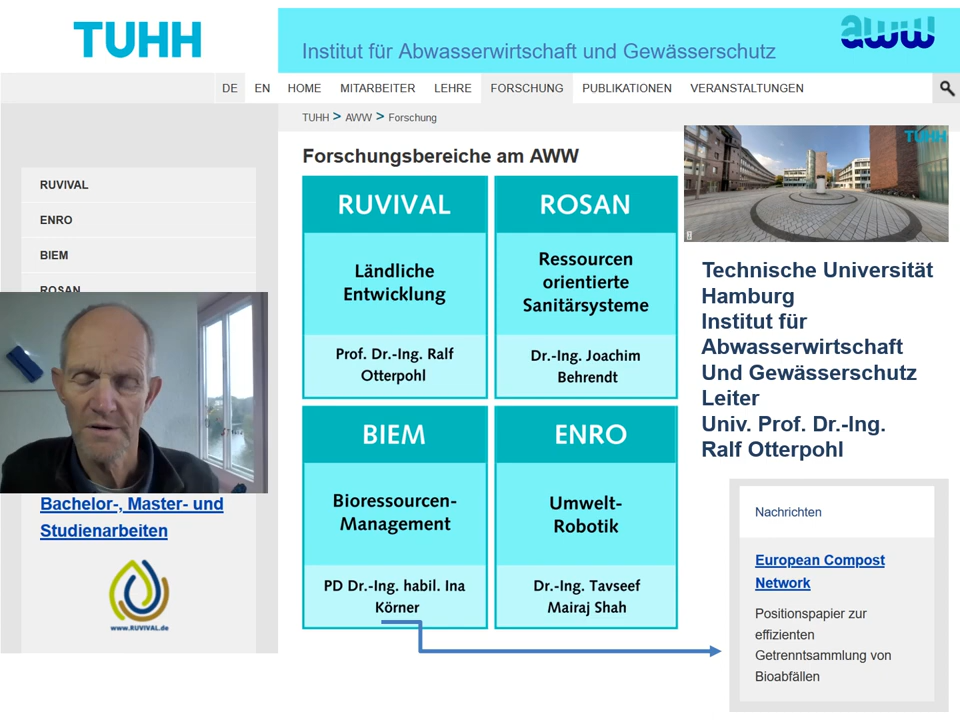 TUHH
Institut für Abwasserwirtschaft und Gewässerschutz
aww
DE EN HOME MITARBEITER LEHRE FORSCHUNG PUBLIKATIONEN VERANSTALTUNGEN
TUHH > AWW > Forschung
RUVIVAL
ENRO
BIEM
ROSAN
Bachelor-, Master- und
Studienarbeiten
www.RUVIVAL.de
Forschungsbereiche am AWW
RUVIVAL
Ländliche
Entwicklung
Prof. Dr.-Ing. Ralf
Otterpohl
ROSAN
Ressourcen
orientierte
Sanitärsysteme
Dr.-Ing. Joachim
Behrendt
BIEM
Bioressourcen-
Management
PD Dr.-Ing. habil. Ina
Körner
ENRO
Umwelt-
Robotik
Dr.-Ing. Tavseef
Mairaj Shah
TUHH
Technische Universität
Hamburg
Institut für
Abwasserwirtschaft
Und Gewässerschutz
Leiter
Univ. Prof. Dr.-Ing.
Ralf Otterpohl
Nachrichten
European Compost
Network
Positionspapier zur
effizienten
Getrenntsammlung von
Bioabfällen